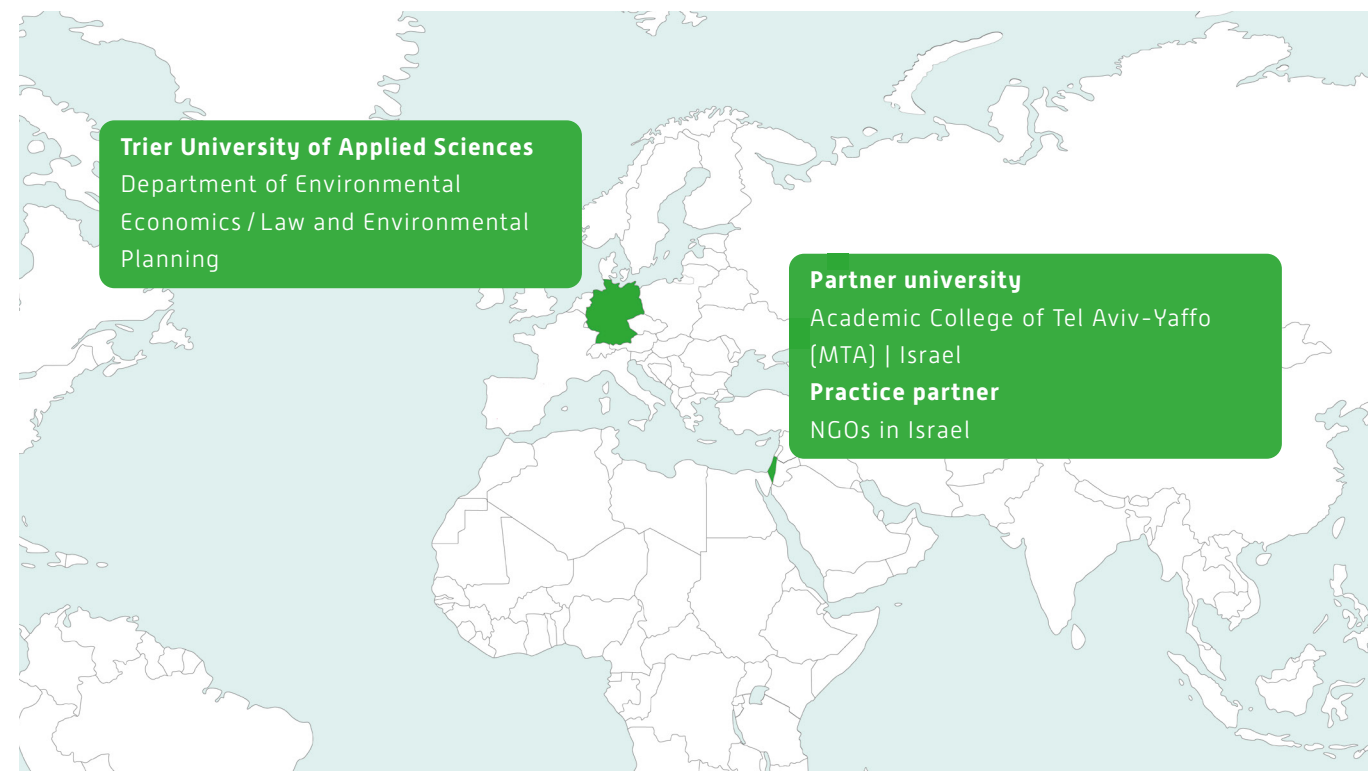 Trier University of Applied Sciences
Department of Environmental
Economics / Law and Environmental
Planning
Partner university
Academic College of Tel Aviv-Yaffo
(MTA) | Israel
Practice partner
NGOs in Israel